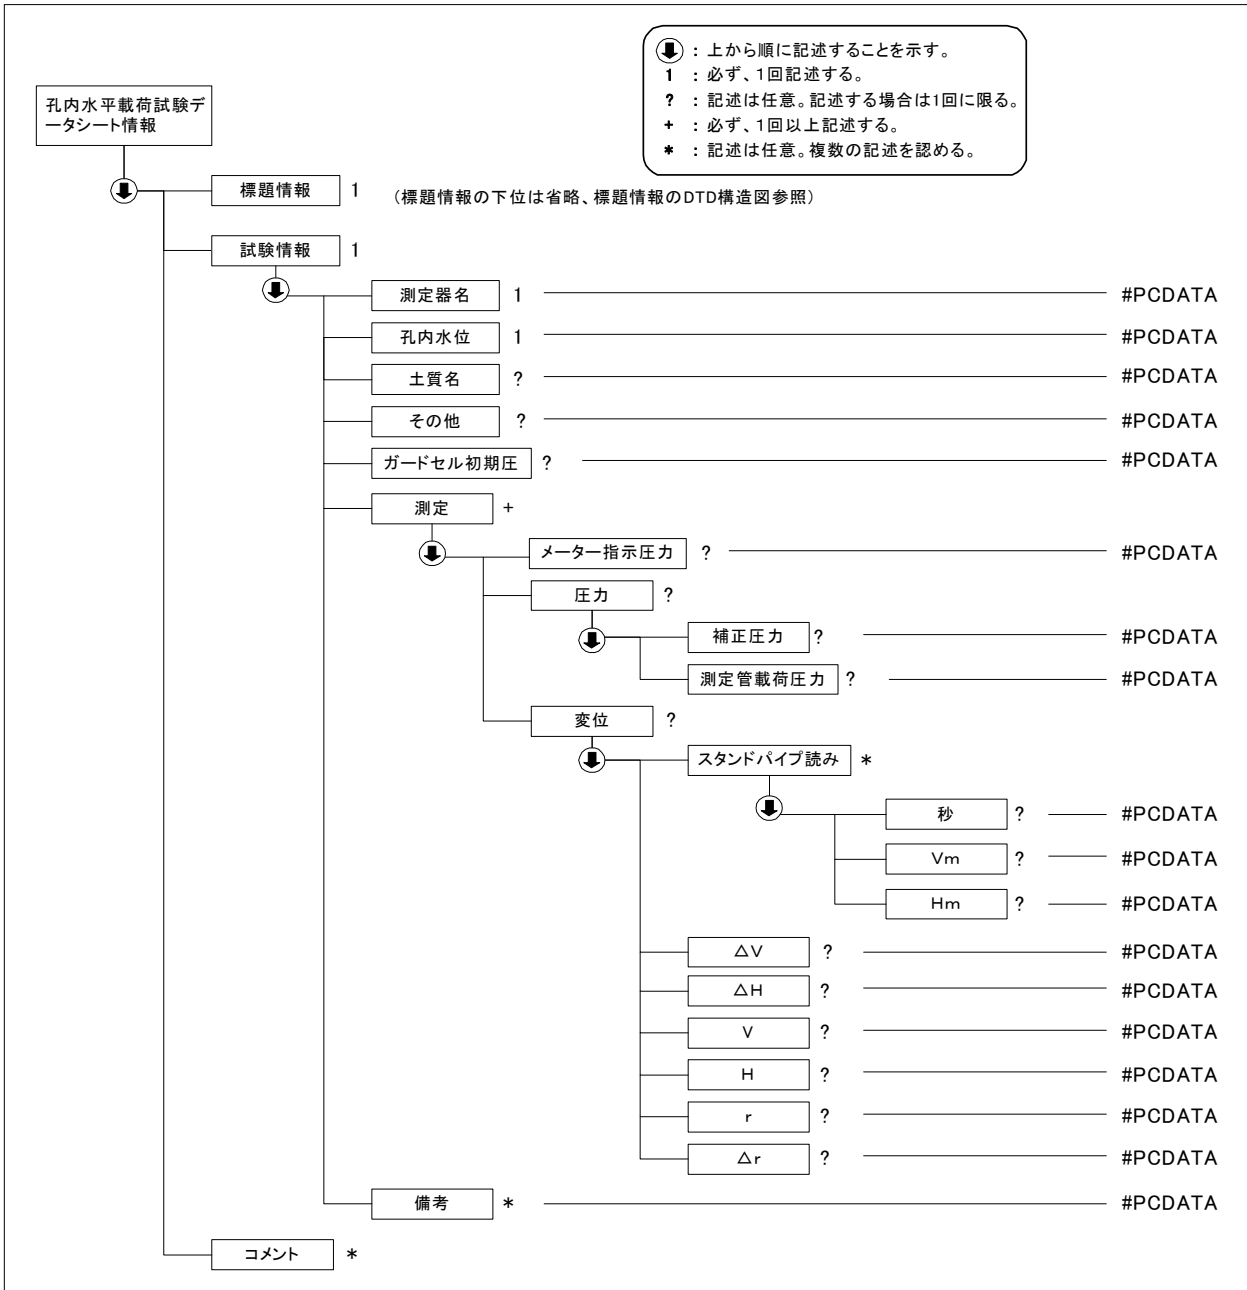 ：上から順に記述することを示す。
1 ：必ず、1回記述する。
? ：記述は任意。記述する場合は1回に限る。
+ ：必ず、1回以上記述する。
* ：記述は任意。複数の記述を認める。
孔内水平載荷試験デ
ータシート情報
標題情報 1 (標題情報の下位は省略、標題情報のDTD構造図参照)
試験情報 1
測定器名 1 #PCDATA
孔内水位 1 #PCDATA
土質名 ? #PCDATA
その他 ? #PCDATA
ガードセル初期圧 ? #PCDATA
測定 +
メーター指示圧力 ? #PCDATA
圧力 ?
補正圧力 ? #PCDATA
測定管載荷圧力 ? #PCDATA
変位 ?
スタンドパイプ読み *
秒 ? #PCDATA
Vm ? #PCDATA
Hm ? #PCDATA
△V ? #PCDATA
△H ? #PCDATA
V ? #PCDATA
H ? #PCDATA
r ? #PCDATA
△r ? #PCDATA
備考 * #PCDATA
コメント *